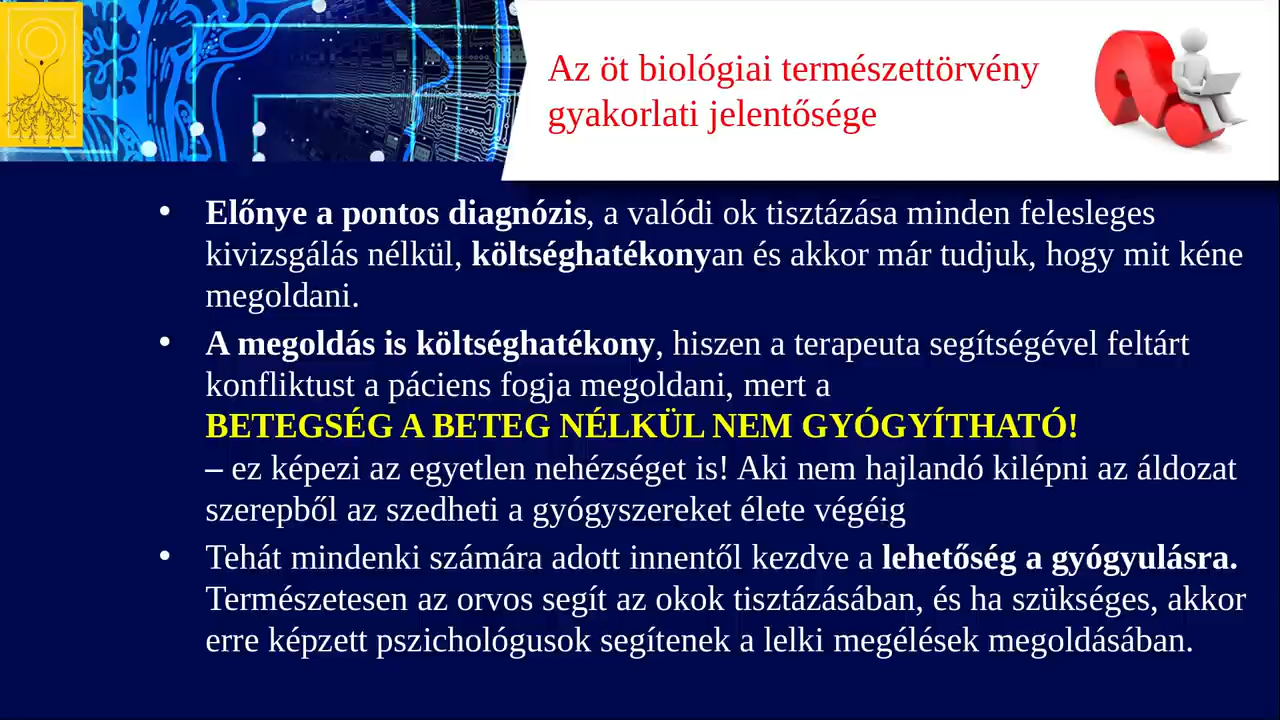 Az öt biológiai természettörvény
gyakorlati jelentősége
• Előnye a pontos diagnózis, a valódi ok tisztázása minden felesleges
kivizsgálás nélkül, költséghatékonyan és akkor már tudjuk, hogy mit kéne
megoldani.
• A megoldás is költséghatékony, hiszen a terapeuta segítségével feltárt
konfliktust a páciens fogja megoldani, mert a
BETEGSÉG A BETEG NÉLKÜL NEM GYÓGYÍTHATÓ!
– ez képezi az egyetlen nehézséget is! Aki nem hajlandó kilépni az áldozat
szerepből az szedheti a gyógyszereket élete végéig
• Tehát mindenki számára adott innentől kezdve a lehetőség a gyógyulásra.
Természetesen az orvos segít az okok tisztázásában, és ha szükséges, akkor
erre képzett pszichológusok segítenek a lelki megélések megoldásában.